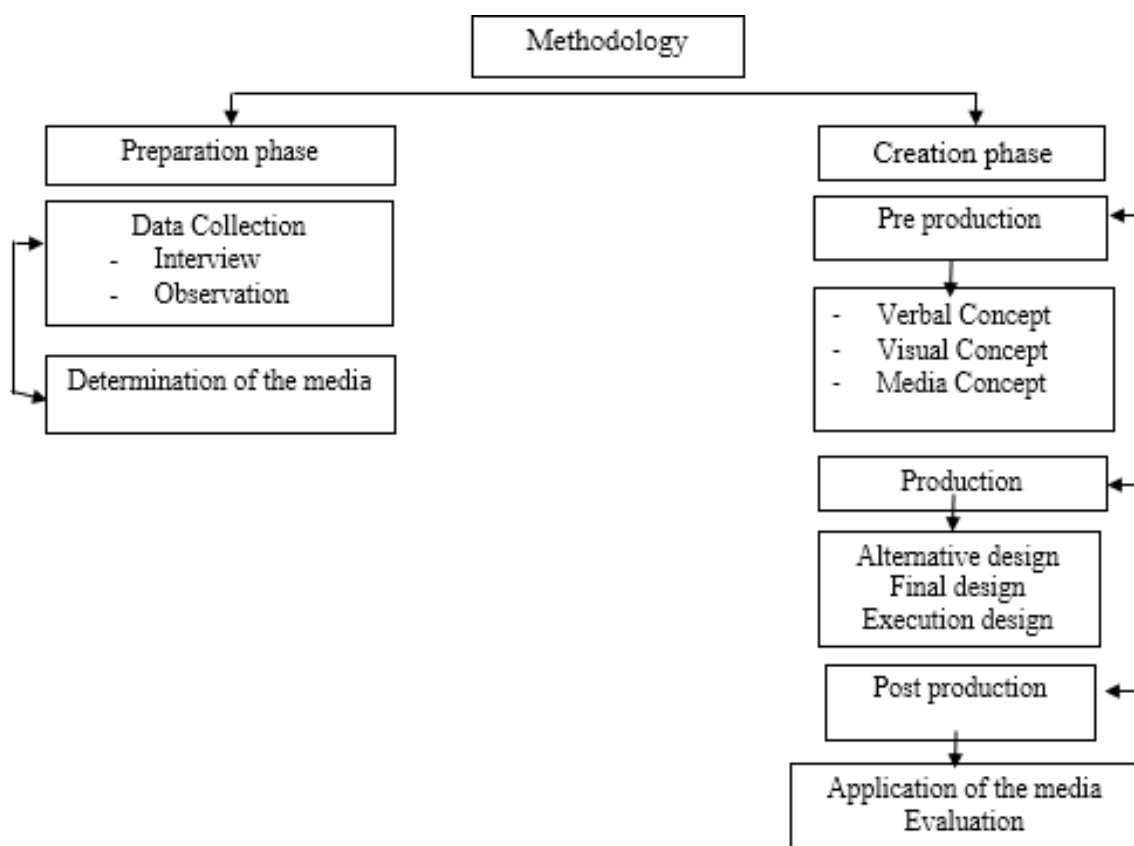 Methodology
Preparation phase
Data Collection
- Interview
- Observation
Determination of the media
Creation phase
Pre production
- Verbal Concept
- Visual Concept
- Media Concept
Production
Alternative design
Final design
Execution design
Post production
Application of the media
Evaluation